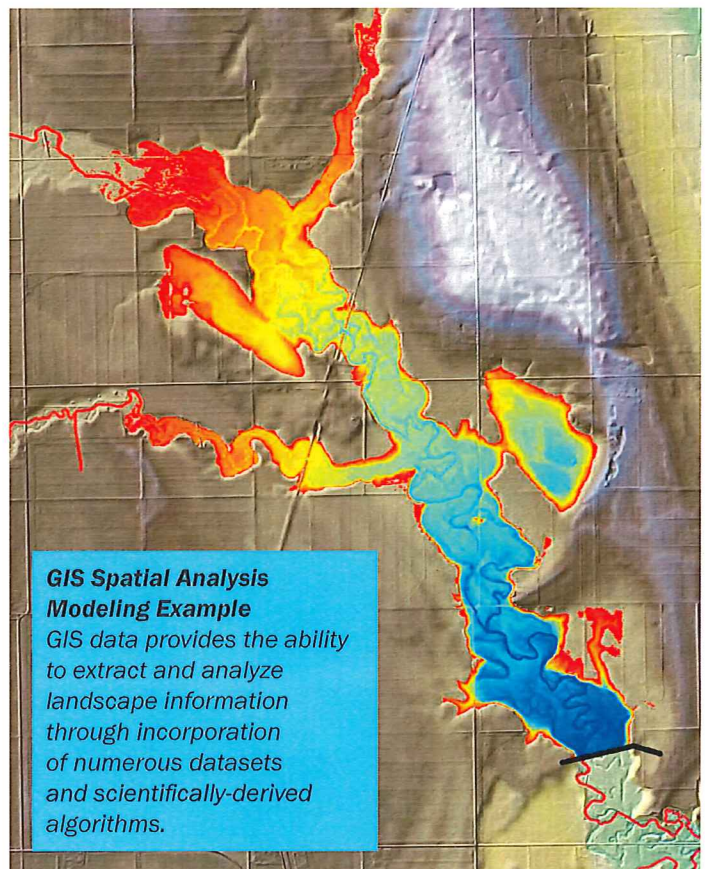 GIS Spatial Analysis
Modeling Example
GIS data provides the ability
to extract and analyze
landscape information
through incorporation
of numerous datasets
and scientifically-derived
algorithms.